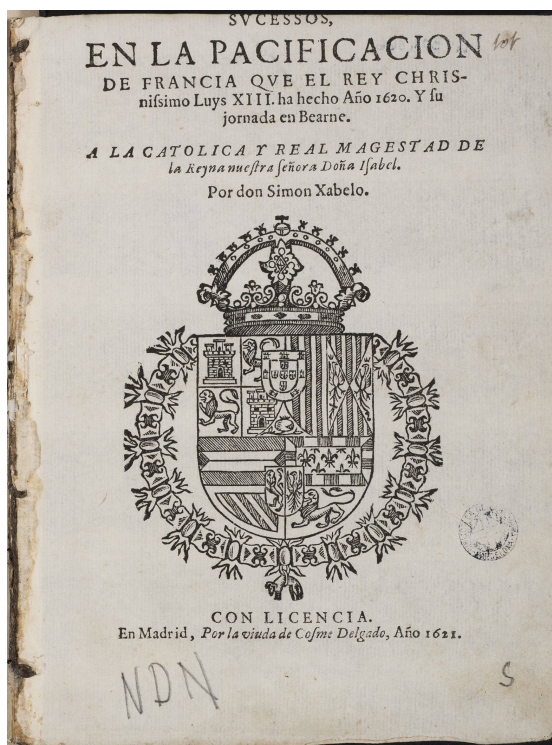 SVCESSOS,
EN LA PACIFICACION
DE FRANCIA QVE EL REY CHRIS-
niſsimo Luys XIII. ha hecho Año 1620. Y ſu
jornada en Bearne.
A LA CATOLICA Y REAL MAGESTAD DE
la Reyna nueſtra ſeñora Doña Iſabel.
Por don Simon Xabelo.
CON LICENCIA.
En Madrid, Por la viuda de Coſme Delgado, Año 1621.
NDN
S